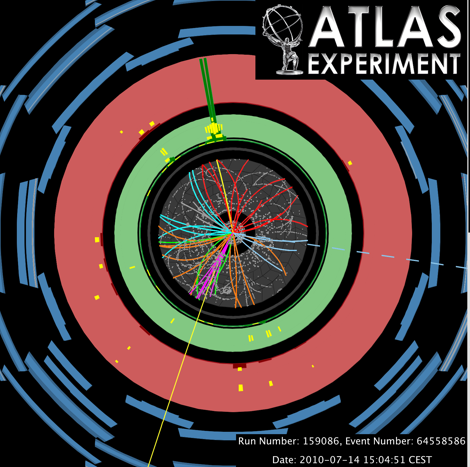 ATLAS
EXPERIMENT
Run Number: 159086, Event Number: 64558586
Date: 2010-07-14 15:04:51 CEST